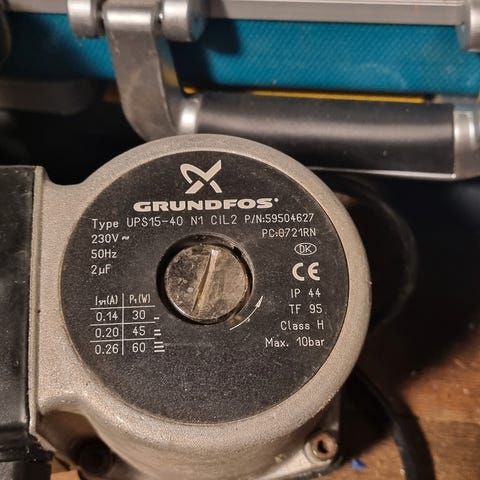 GRUNDFOS
Type UPS15-40 N1 CIL2 P/N:59504627
230V~ PC:0721RN
50Hz DK
2µF CE
I1/1(A) P1(W)
0.14 30
0.20 45
0.26 60
IP 44
TF 95
Class H
Max. 10bar